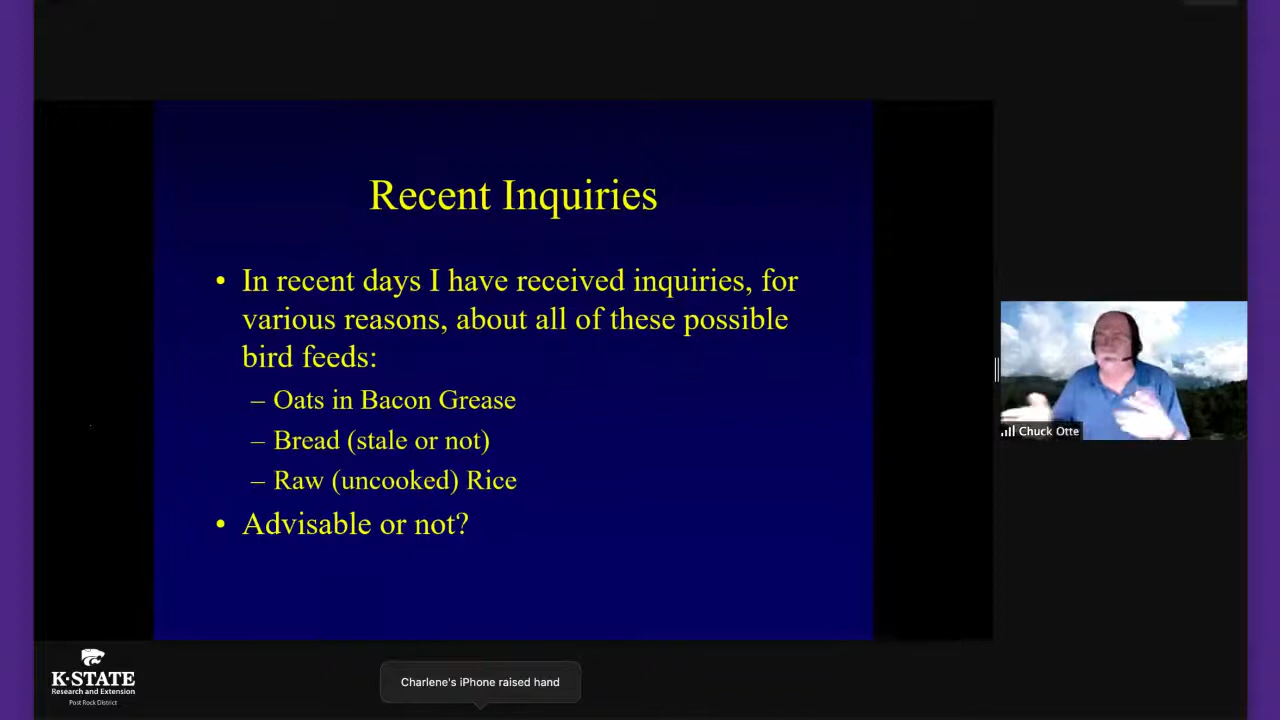 Recent Inquiries
• In recent days I have received inquiries, for
various reasons, about all of these possible
bird feeds:
– Oats in Bacon Grease
– Bread (stale or not)
– Raw (uncooked) Rice
• Advisable or not?
Chuck Otte
K-STATE
Research and Extension
Post Rock District
Charlene's iPhone raised hand